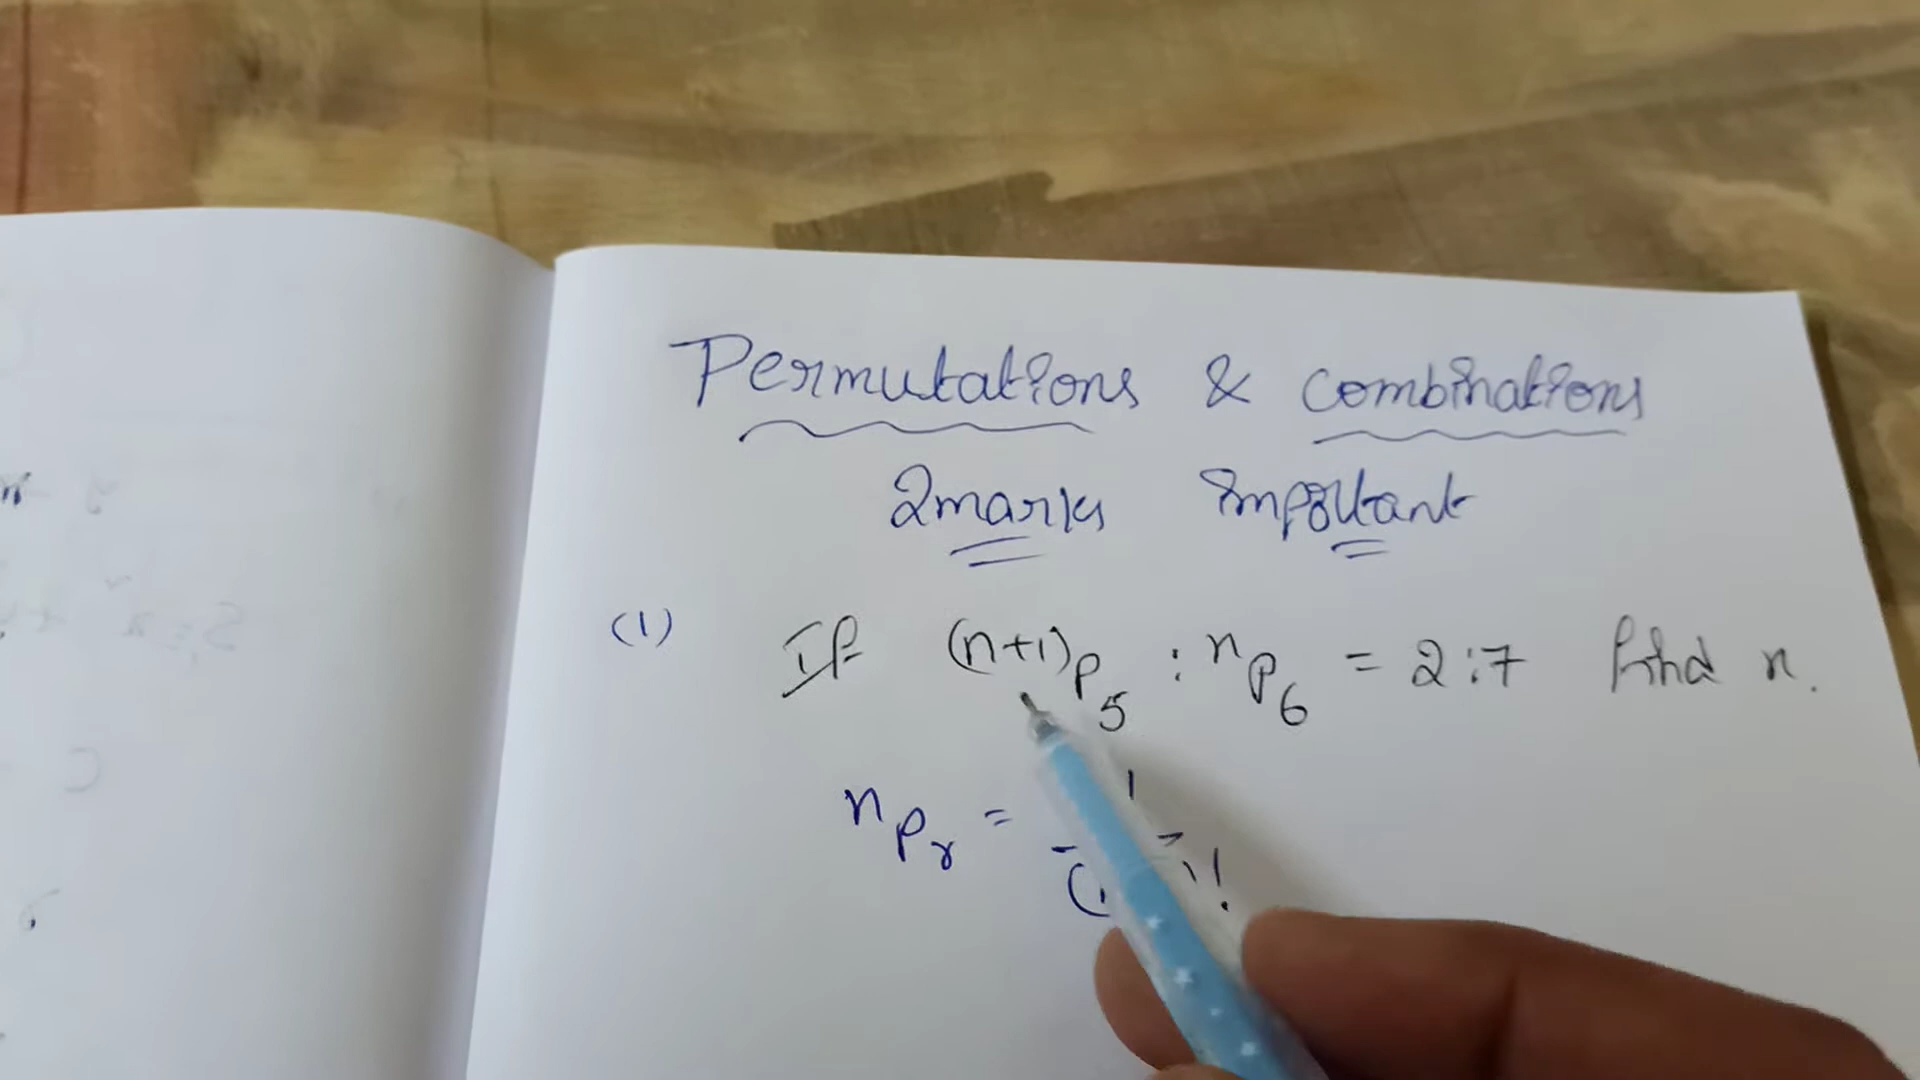 Permutations & combinations
2marks important
(1) If (n+1)P5 : nP6 = 2:7 find n.
nPr =